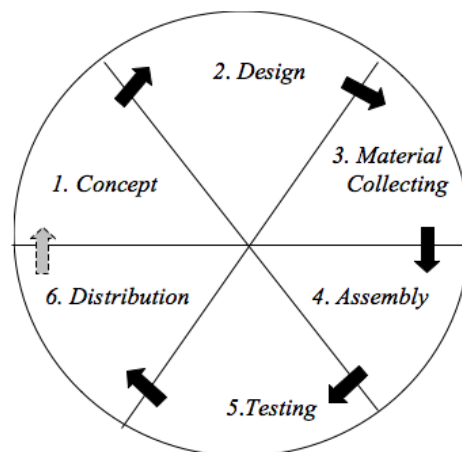 1. Concept
2. Design
3. Material
Collecting
4. Assembly
5.Testing
6. Distribution